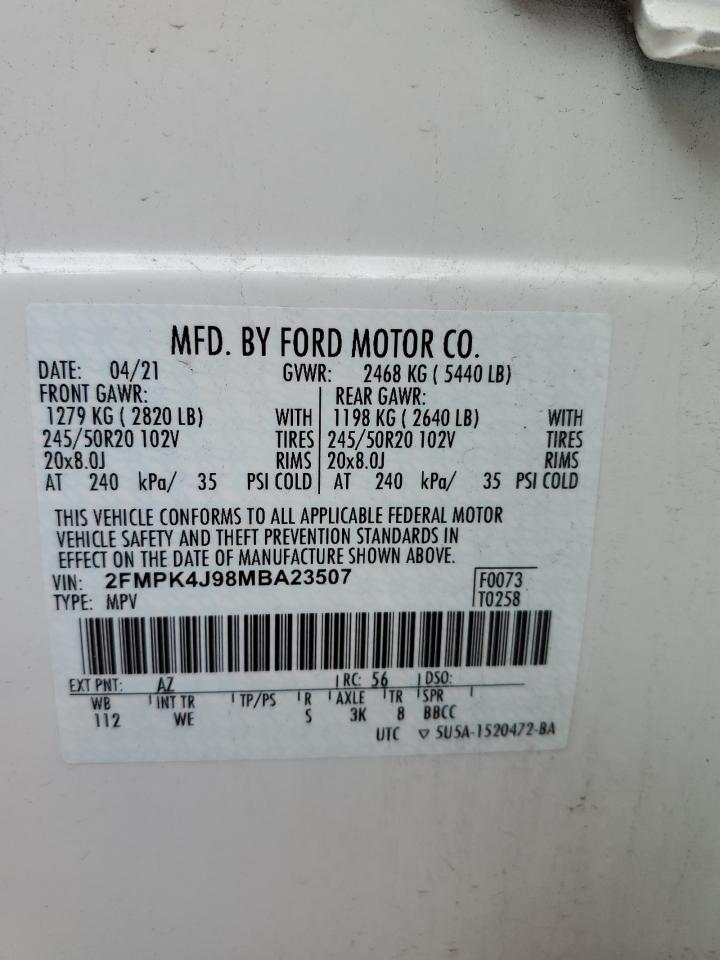 MFD. BY FORD MOTOR CO.
DATE: 04/21 GVWR: 2468 KG ( 5440 LB)
FRONT GAWR: REAR GAWR:
1279 KG ( 2820 LB) WITH 1198 KG ( 2640 LB) WITH
245/50R20 102V TIRES 245/50R20 102V TIRES
20x8.0J RIMS 20x8.0J RIMS
AT 240 kPa/ 35 PSI COLD AT 240 kPa/ 35 PSI COLD
THIS VEHICLE CONFORMS TO ALL APPLICABLE FEDERAL MOTOR
VEHICLE SAFETY AND THEFT PREVENTION STANDARDS IN
EFFECT ON THE DATE OF MANUFACTURE SHOWN ABOVE.
VIN: 2FMPK4J98MBA23507 F0073
TYPE: MPV T0258
EXT PNT: AZ RC: 56 DSO:
WB INT TR TP/PS R AXLE TR SPR
112 WE S 3K 8 BBCC
UTC ▽ 5U5A-1520472-BA